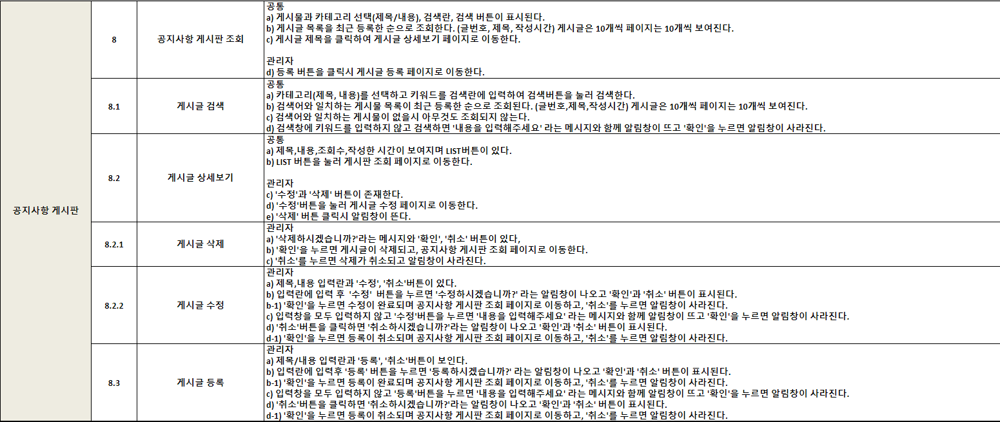 공지사항 게시판
8
공지사항 게시판 조회
공통
a) 게시물과 카테고리 선택(제목/내용), 검색란, 검색 버튼이 표시된다.
b) 게시글 목록을 최근 등록한 순으로 조회한다. (글번호, 제목, 작성시간) 게시글은 10개씩 페이지는 10개씩 보여진다.
c) 게시글 제목을 클릭하여 게시글 상세보기 페이지로 이동한다.
관리자
d) 등록 버튼을 클릭시 게시글 등록 페이지로 이동한다.
8.1
게시글 검색
공통
a) 카테고리(제목, 내용)를 선택하고 키워드를 검색란에 입력하여 검색버튼을 눌러 검색한다.
b) 검색어와 일치하는 게시물 목록이 최근 등록한 순으로 조회된다. (글번호,제목,작성시간) 게시글은 10개씩 페이지는 10개씩 보여진다.
c) 검색어와 일치하는 게시물이 없을시 아무것도 조회되지 않는다.
d) 검색창에 키워드를 입력하지 않고 검색하면 '내용을 입력해주세요' 라는 메시지와 함께 알림창이 뜨고 '확인'을 누르면 알림창이 사라진다.
8.2
게시글 상세보기
공통
a) 제목,내용,조회수,작성한 시간이 보여지며 LIST버튼이 있다.
b) LIST 버튼을 눌러 게시판 조회 페이지로 이동한다.
관리자
c) '수정'과 '삭제' 버튼이 존재한다.
d) '수정'버튼을 눌러 게시글 수정 페이지로 이동한다.
e) '삭제' 버튼 클릭시 알림창이 뜬다.
8.2.1
게시글 삭제
관리자
a) '삭제하시겠습니까?'라는 메시지와 '확인', '취소' 버튼이 있다,
b) '확인'을 누르면 게시글이 삭제되고, 공지사항 게시판 조회 페이지로 이동한다.
c) '취소'를 누르면 삭제가 취소되고 알림창이 사라진다.
8.2.2
게시글 수정
관리자
a) 제목,내용 입력란과 '수정', '취소'버튼이 있다.
b) 입력란에 입력 후 '수정' 버튼을 누르면 '수정하시겠습니까?' 라는 알림창이 나오고 '확인'과 '취소' 버튼이 표시된다.
b-1) '확인'을 누르면 수정이 완료되며 공지사항 게시판 조회 페이지로 이동하고, '취소'를 누르면 알림창이 사라진다.
c) 입력창을 모두 입력하지 않고 '수정'버튼을 누르면 '내용을 입력해주세요' 라는 메시지와 함께 알림창이 뜨고 '확인'을 누르면 알림창이 사라진다.
d) '취소'버튼을 클릭하면 '취소하시겠습니까?'라는 알림창이 나오고 '확인'과 '취소' 버튼이 표시된다.
d-1) '확인'을 누르면 등록이 취소되며 공지사항 게시판 조회 페이지로 이동하고, '취소'를 누르면 알림창이 사라진다.
8.3
게시글 등록
관리자
a) 제목/내용 입력란과 '등록', '취소'버튼이 보인다.
b) 입력란에 입력후 '등록' 버튼을 누르면 '등록하시겠습니까?' 라는 알림창이 나오고 '확인'과 '취소' 버튼이 표시된다.
b-1) '확인'을 누르면 등록이 완료되며 공지사항 게시판 조회 페이지로 이동하고, '취소'를 누르면 알림창이 사라진다.
c) 입력창을 모두 입력하지 않고 '등록'버튼을 누르면 '내용을 입력해주세요' 라는 메시지와 함께 알림창이 뜨고 '확인'을 누르면 알림창이 사라진다.
d) '취소'버튼을 클릭하면 '취소하시겠습니까?'라는 알림창이 나오고 '확인'과 '취소' 버튼이 표시된다.
d-1) '확인'을 누르면 등록이 취소되며 공지사항 게시판 조회 페이지로 이동하고, '취소'를 누르면 알림창이 사라진다.